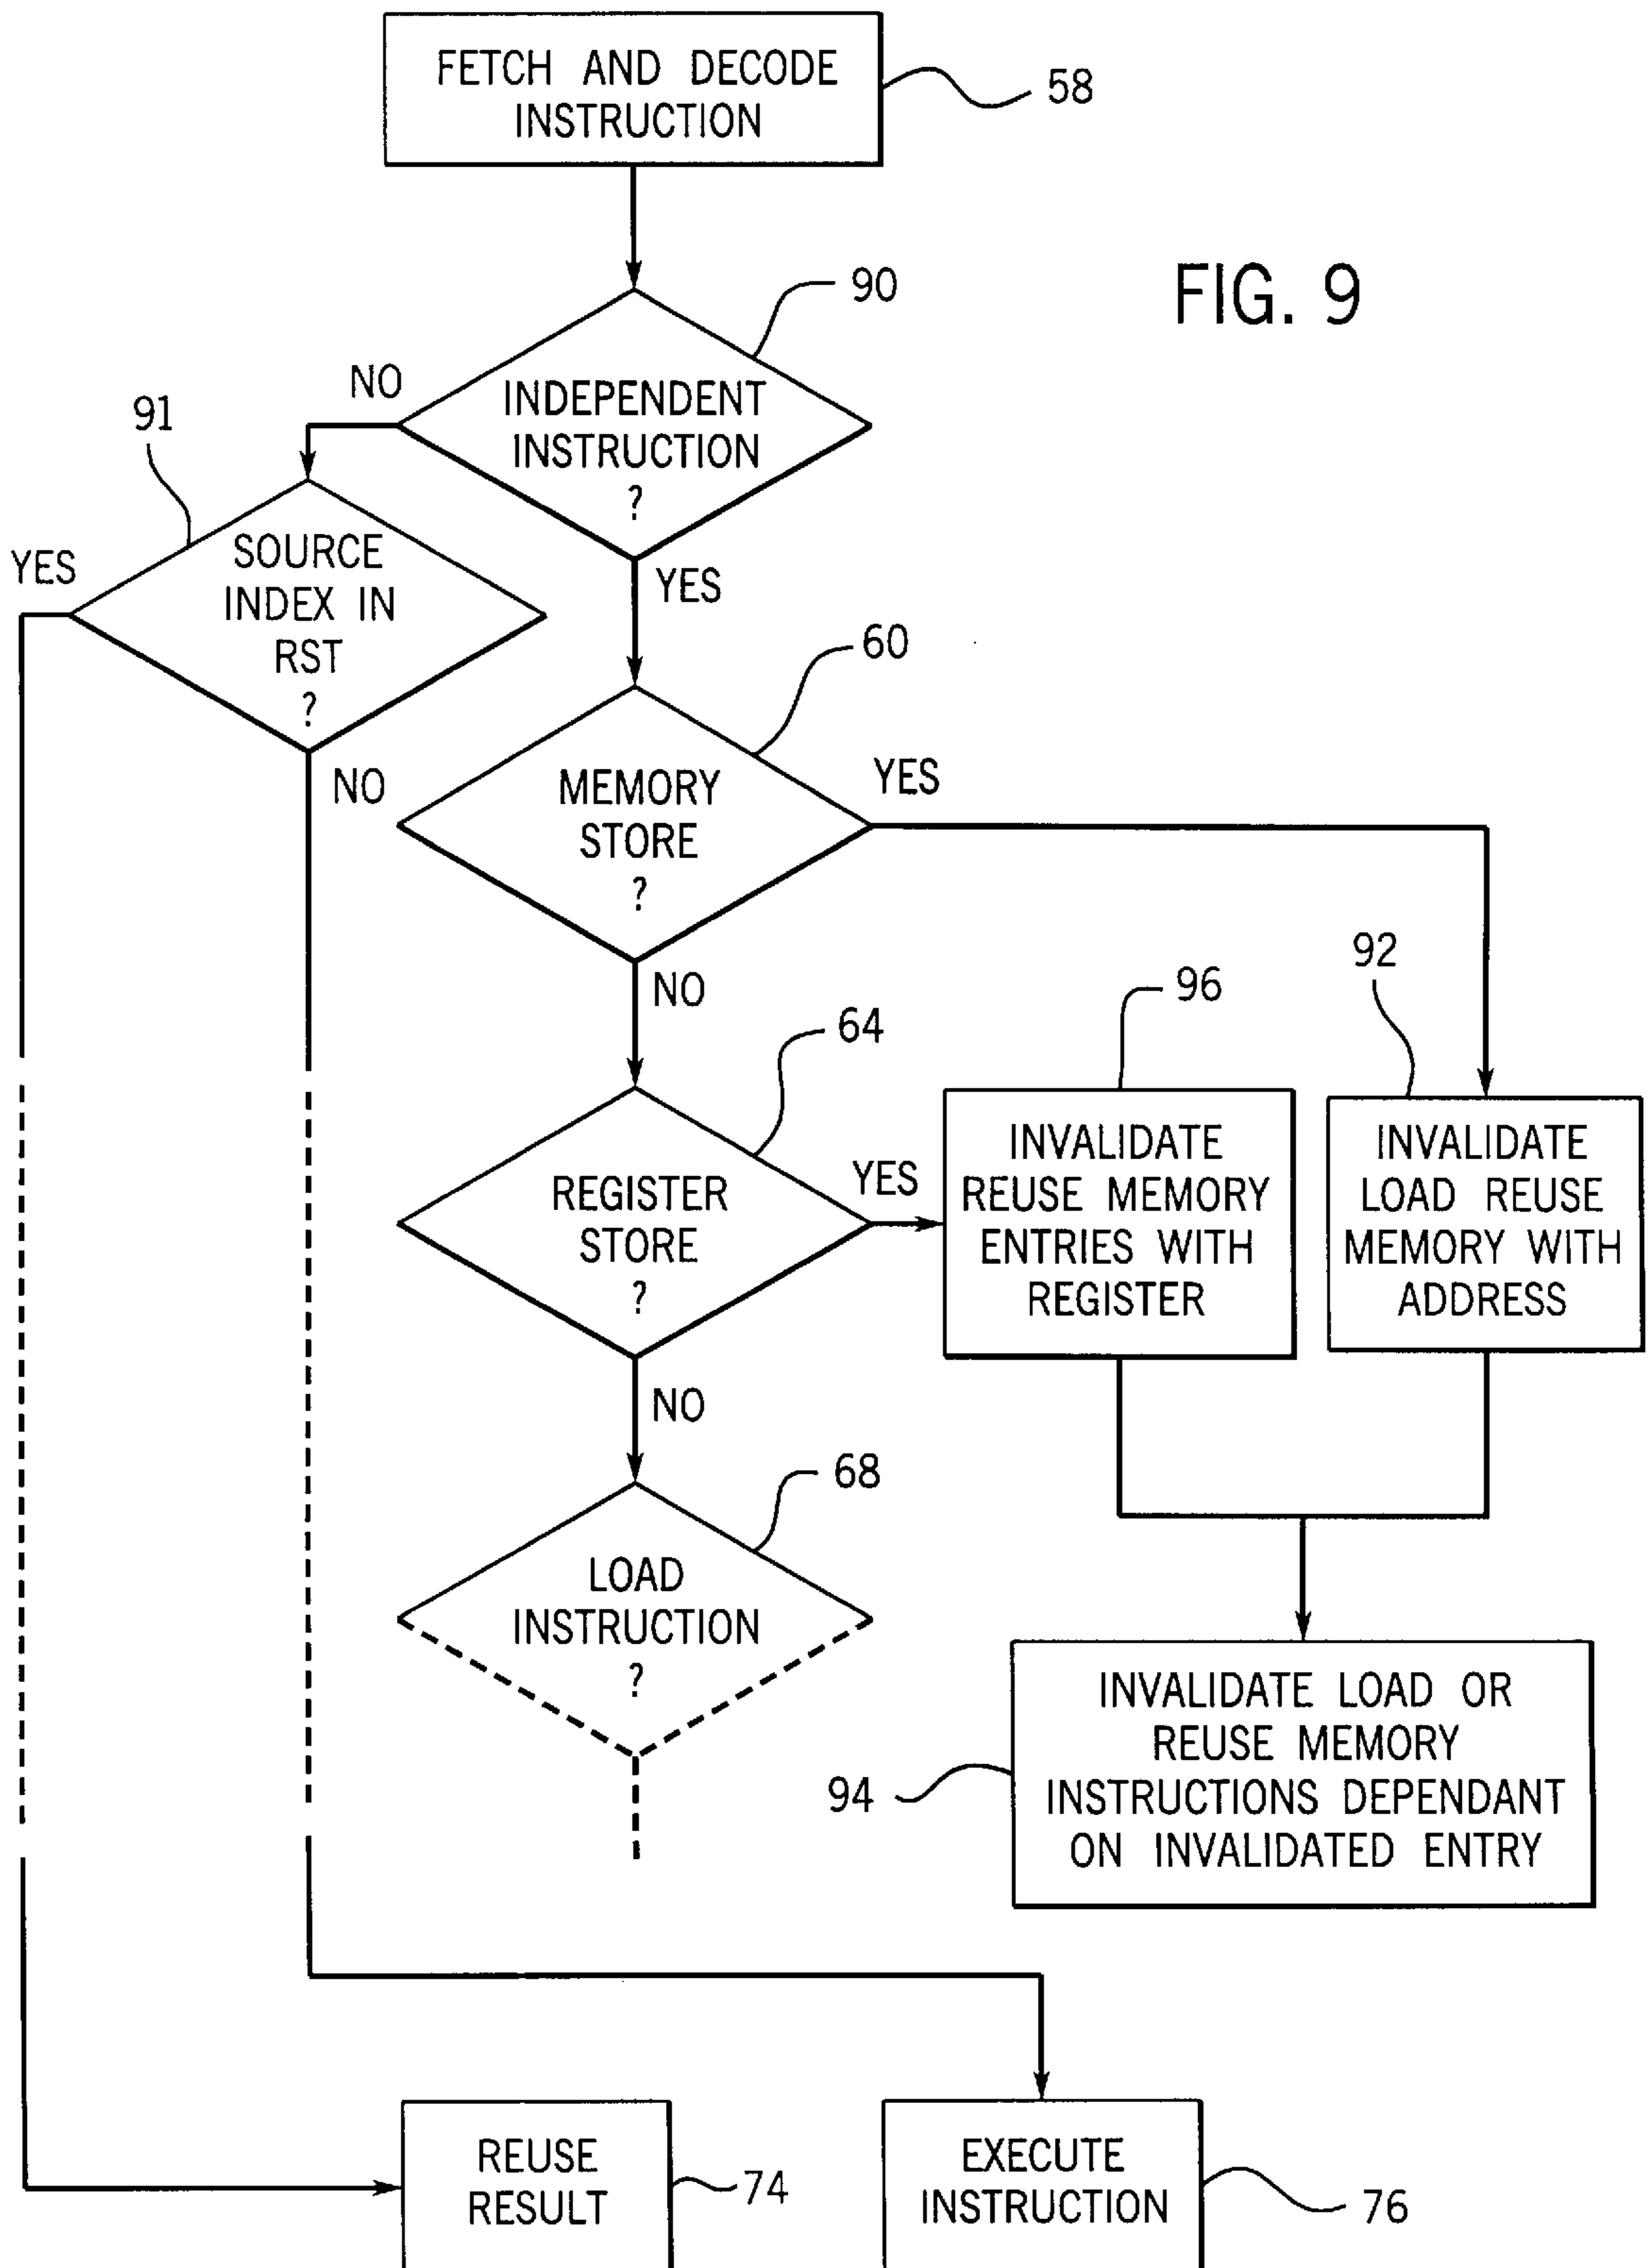 FETCH AND DECODE
INSTRUCTION
58
FIG. 9
90
NO
INDEPENDENT
INSTRUCTION
?
91
YES
SOURCE
INDEX IN
RST
?
YES
60
NO
MEMORY
STORE
?
YES
NO
92
96
64
REGISTER
STORE
?
YES
INVALIDATE
REUSE MEMORY
ENTRIES WITH
REGISTER
INVALIDATE
LOAD REUSE
MEMORY WITH
ADDRESS
NO
68
LOAD
INSTRUCTION
?
94
INVALIDATE LOAD OR
REUSE MEMORY
INSTRUCTIONS DEPENDANT
ON INVALIDATED ENTRY
REUSE
RESULT
74
EXECUTE
INSTRUCTION
76